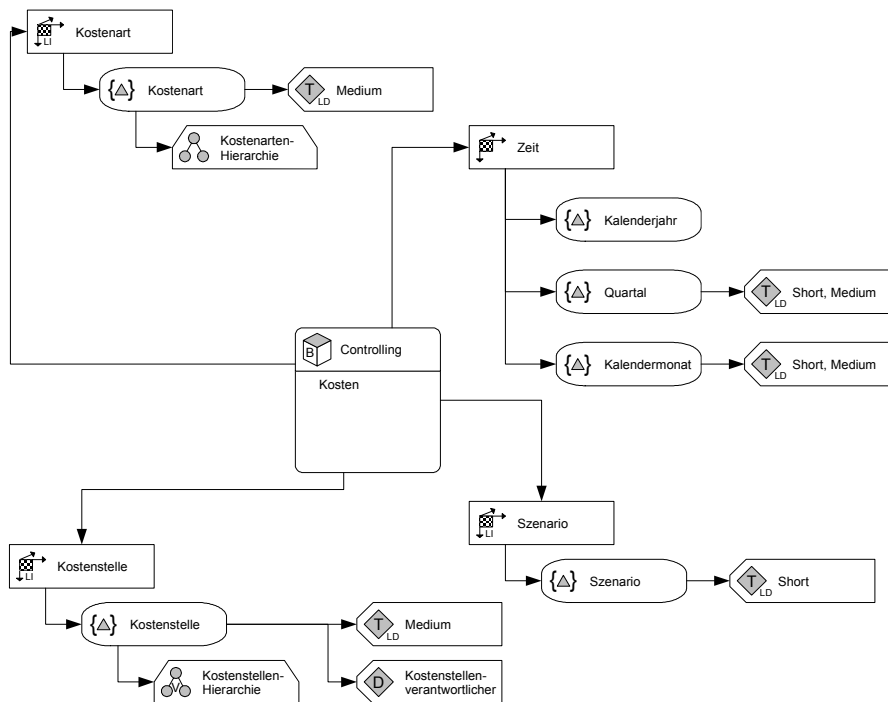 Kostenart
LI
{ } Kostenart
T LD Medium
Kostenarten-
Hierarchie
Zeit
{ } Kalenderjahr
{ } Quartal
T LD Short, Medium
{ } Kalendermonat
T LD Short, Medium
B Controlling
Kosten
Szenario
LI
{ } Szenario
T LD Short
Kostenstelle
LI
{ } Kostenstelle
T LD Medium
V Kostenstellen-
Hierarchie
D Kostenstellen-
verantwortlicher